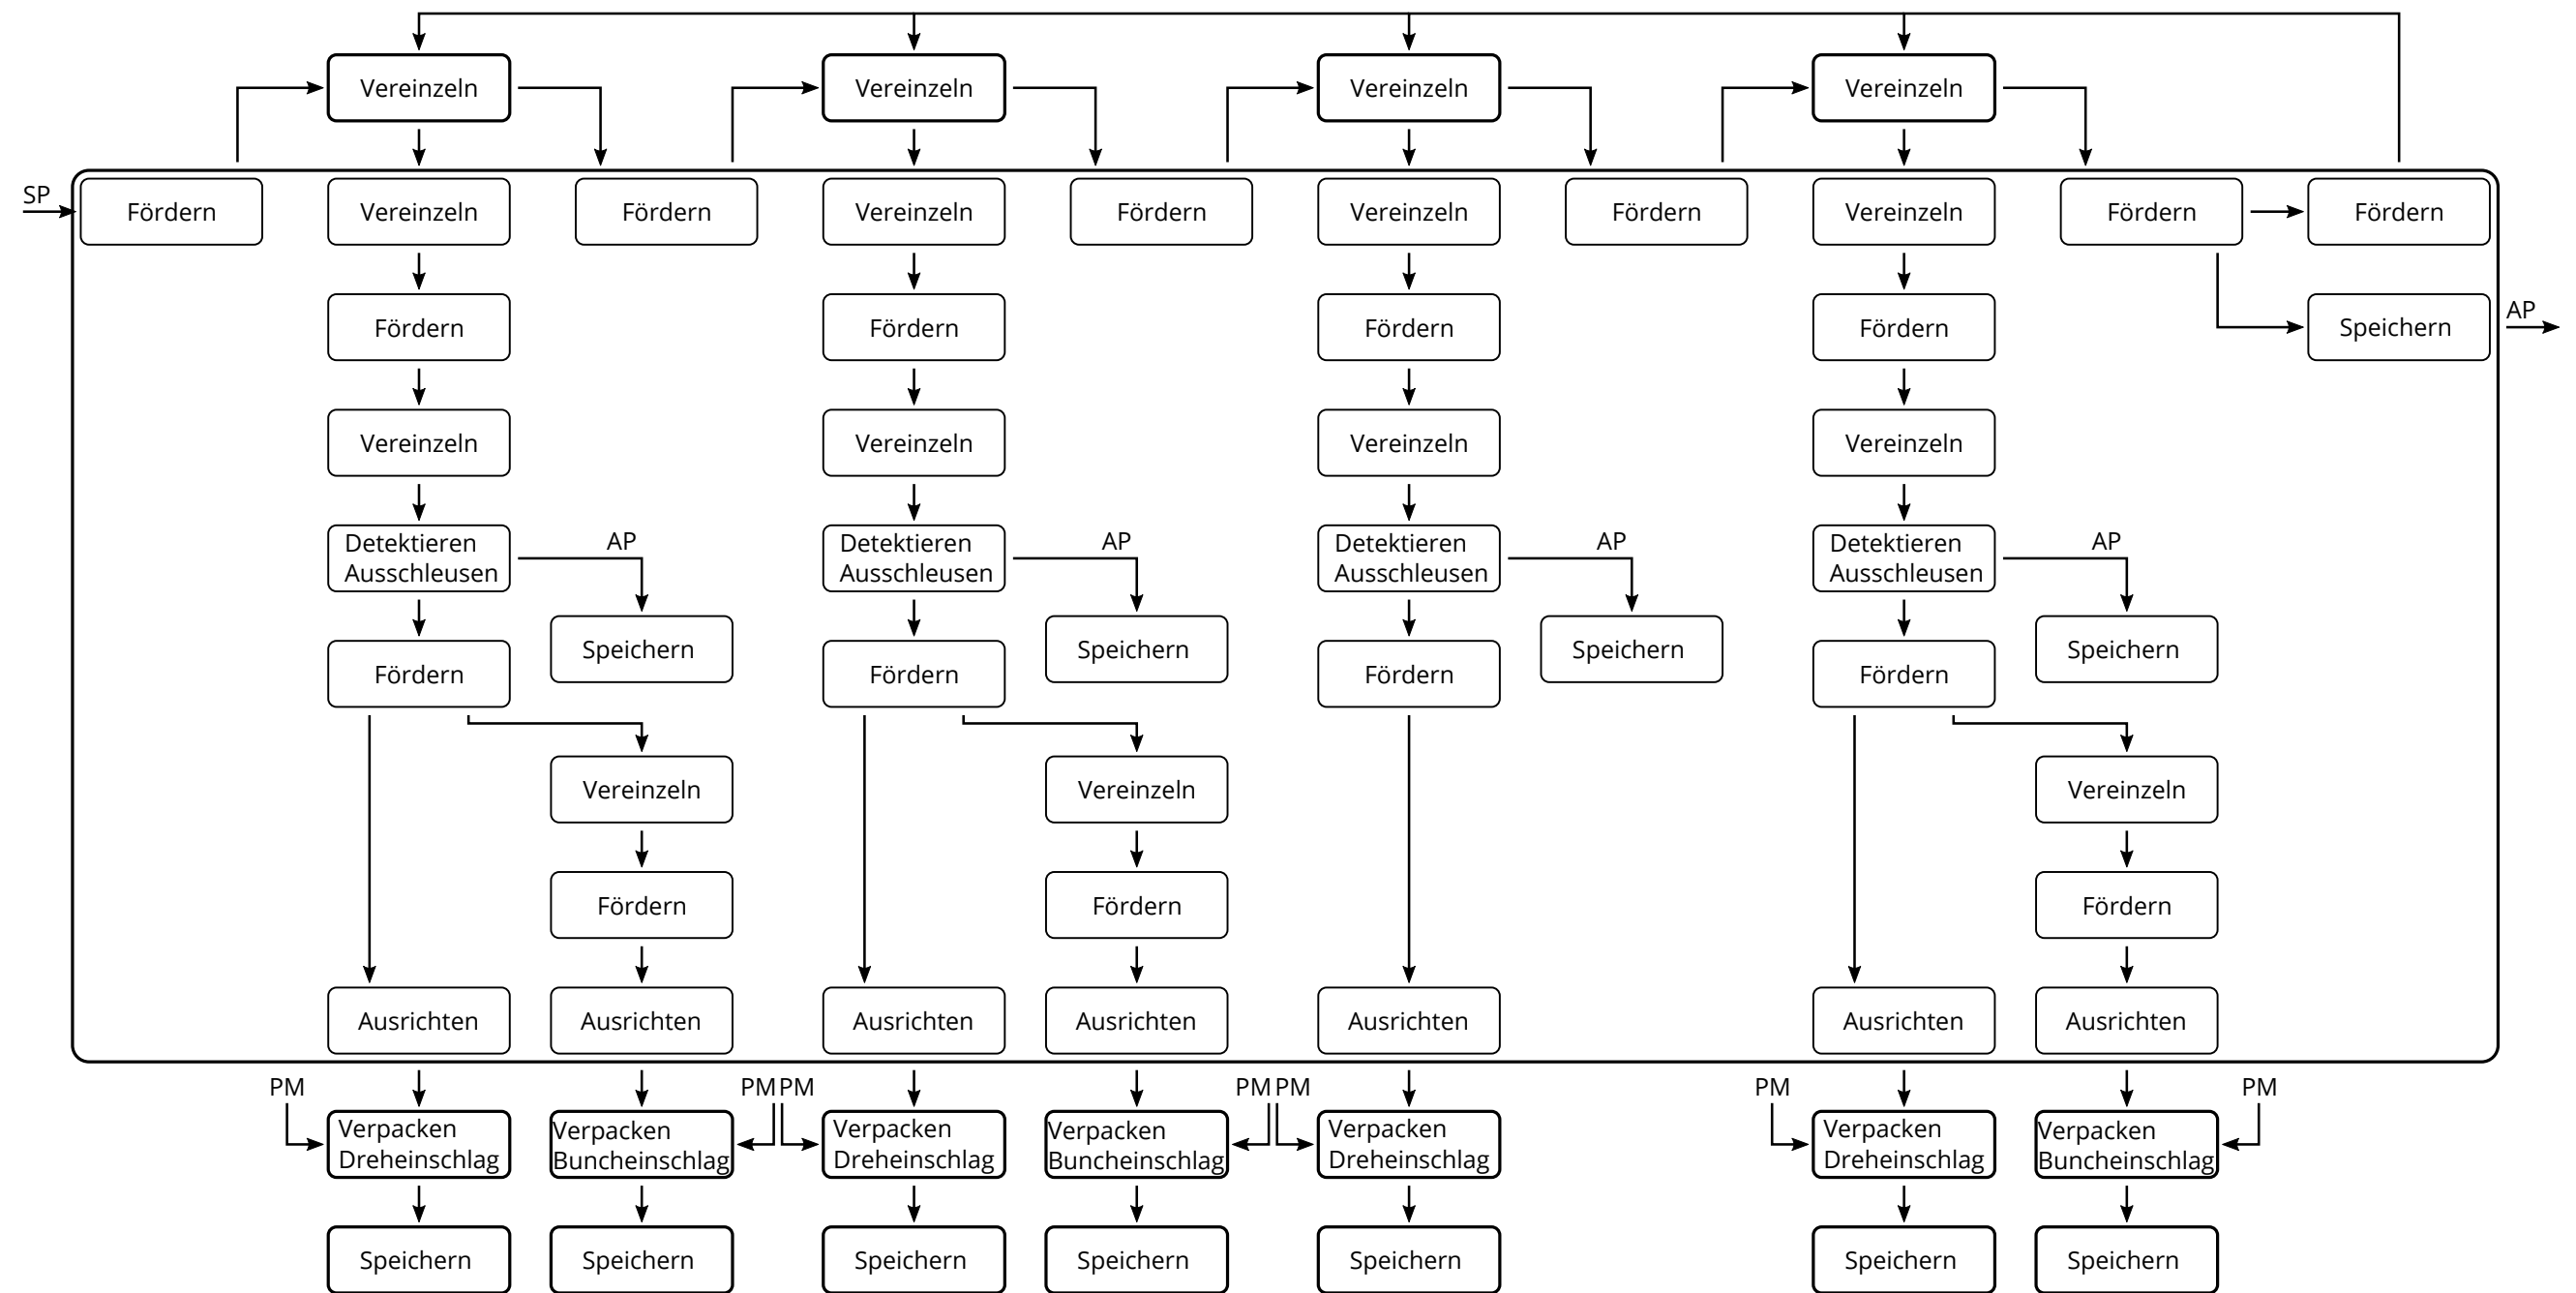 Vereinzeln
Vereinzeln
Vereinzeln
Vereinzeln
SP
Fördern
Vereinzeln
Fördern
Vereinzeln
Fördern
Vereinzeln
Fördern
Vereinzeln
Fördern
Fördern
Fördern
Fördern
Fördern
Fördern
Speichern
AP
Vereinzeln
Vereinzeln
Vereinzeln
Vereinzeln
Detektieren
Ausschleusen
AP
Detektieren
Ausschleusen
AP
Detektieren
Ausschleusen
AP
Detektieren
Ausschleusen
AP
Fördern
Speichern
Fördern
Speichern
Fördern
Speichern
Fördern
Speichern
Vereinzeln
Vereinzeln
Vereinzeln
Fördern
Fördern
Fördern
Ausrichten
Ausrichten
Ausrichten
Ausrichten
Ausrichten
Ausrichten
Ausrichten
PM
PM
PM
PM
PM
PM
PM
Verpacken
Dreheinschlag
Verpacken
Buncheinschlag
Verpacken
Dreheinschlag
Verpacken
Buncheinschlag
Verpacken
Dreheinschlag
Verpacken
Dreheinschlag
Verpacken
Buncheinschlag
Speichern
Speichern
Speichern
Speichern
Speichern
Speichern
Speichern